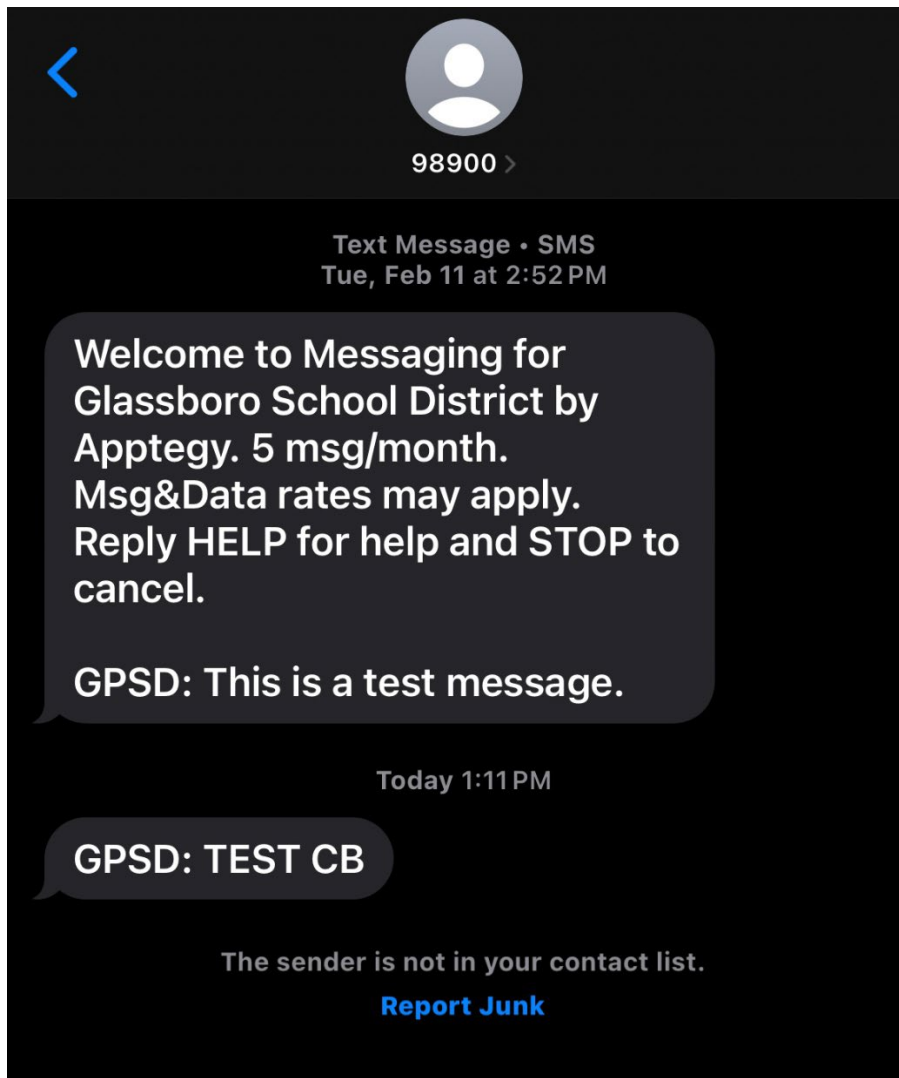 98900
Text Message • SMS
Tue, Feb 11 at 2:52 PM
Welcome to Messaging for
Glassboro School District by
Apptegy. 5 msg/month.
Msg&Data rates may apply.
Reply HELP for help and STOP to
cancel.
GPSD: This is a test message.
Today 1:11 PM
GPSD: TEST CB
The sender is not in your contact list.
Report Junk